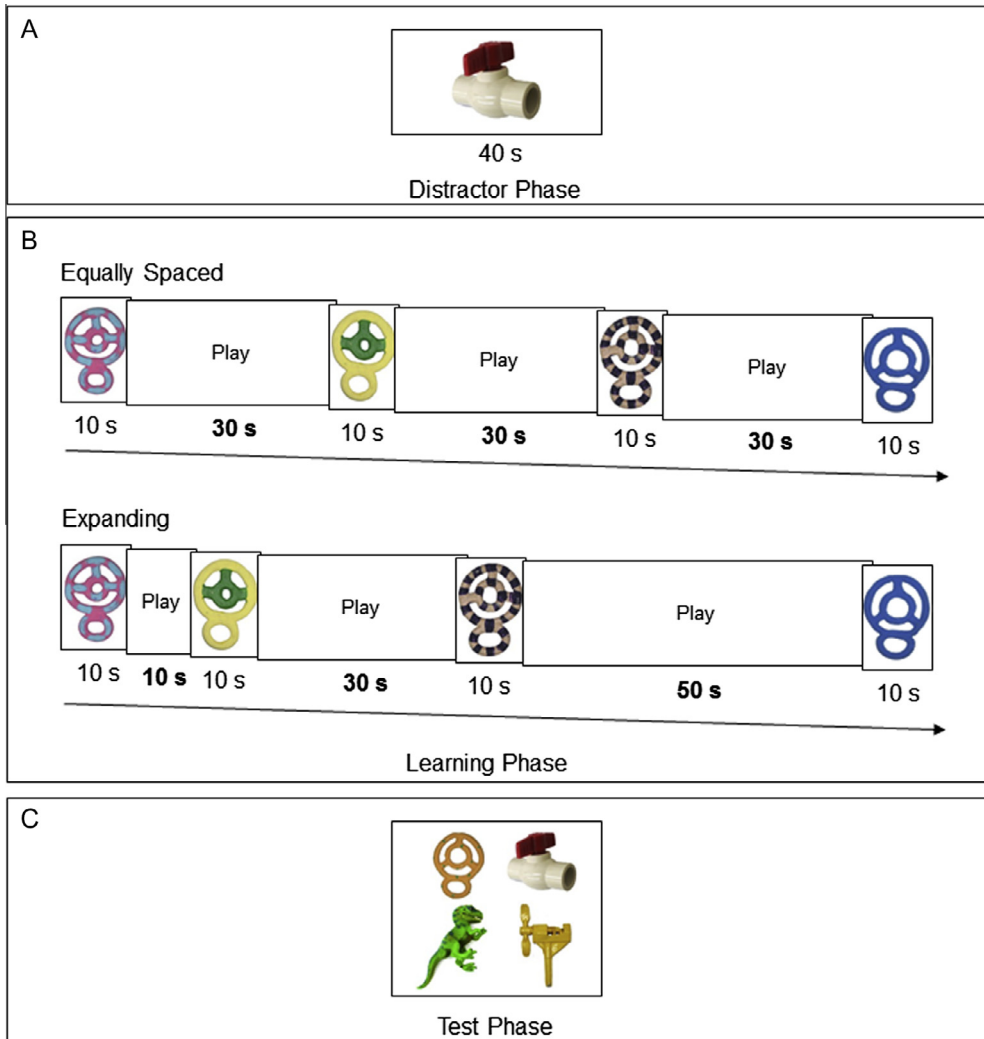 A
40 s
Distractor Phase
B
Equally Spaced
Play Play Play
10 s 30 s 10 s 30 s 10 s 30 s 10 s
Expanding
Play Play Play
10 s 10 s 10 s 30 s 10 s 50 s 10 s
Learning Phase
C
Test Phase